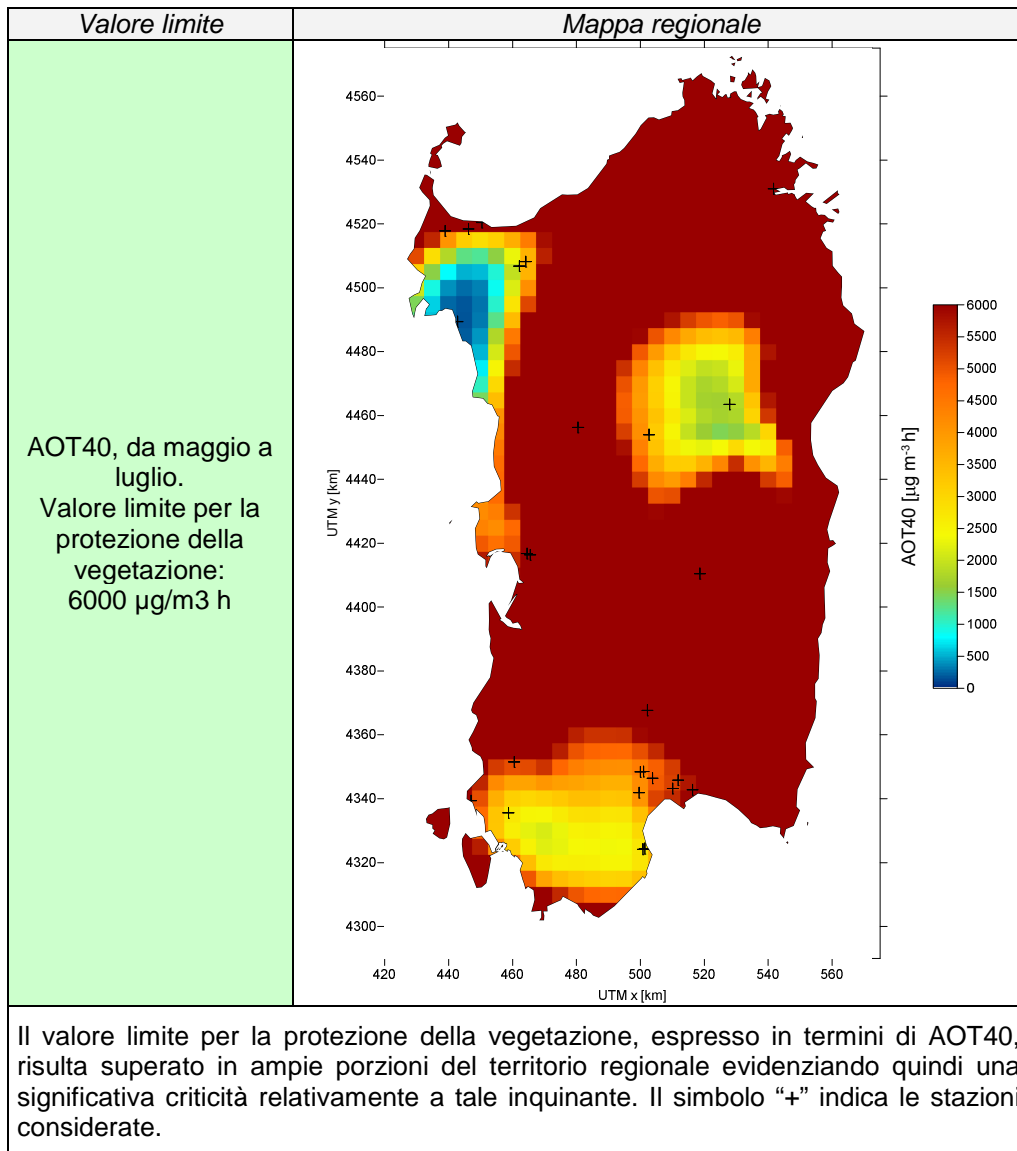 Valore limite
Mappa regionale
AOT40, da maggio a
luglio.
Valore limite per la
protezione della
vegetazione:
6000 µg/m3 h
4560
4540
4520
4500
4480
4460
4440
4420
4400
4380
4360
4340
4320
4300
UTM y [km]
420
440
460
480
500
520
540
560
UTM x [km]
AOT40 [µg m⁻³ h]
6000
5500
5000
4500
4000
3500
3000
2500
2000
1500
1000
500
0
Il valore limite per la protezione della vegetazione, espresso in termini di AOT40,
risulta superato in ampie porzioni del territorio regionale evidenziando quindi una
significativa criticità relativamente a tale inquinante. Il simbolo “+” indica le stazioni
considerate.